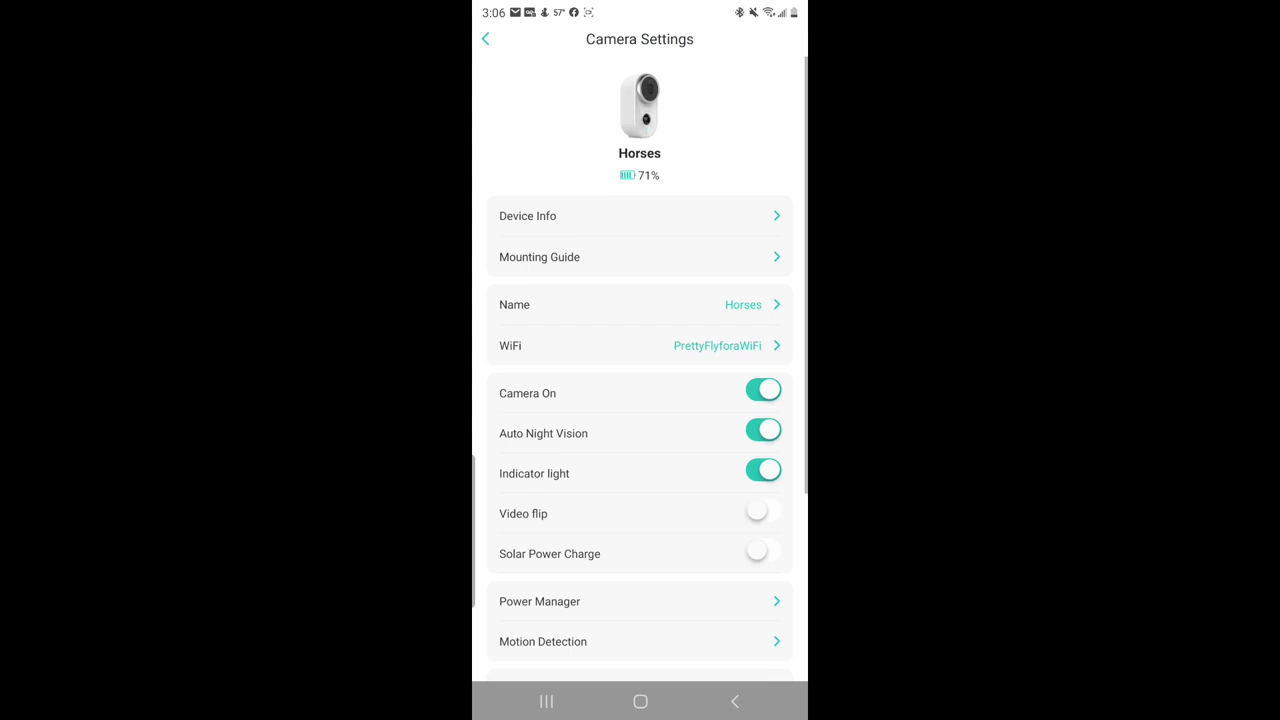 3:06 57°
Camera Settings
Horses
71%
Device Info
Mounting Guide
Name Horses
WiFi PrettyFlyforaWiFi
Camera On
Auto Night Vision
Indicator light
Video flip
Solar Power Charge
Power Manager
Motion Detection